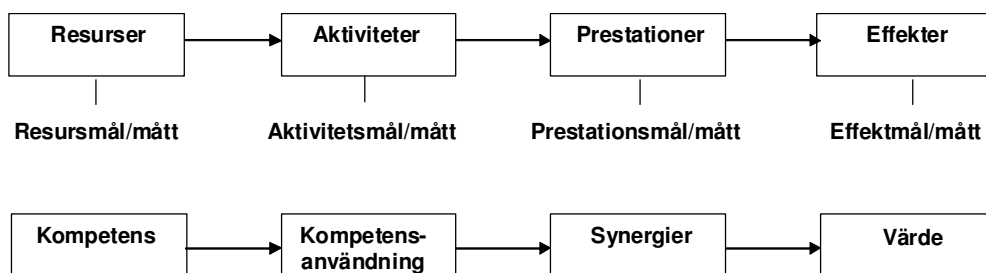 Resurser
Aktiviteter
Prestationer
Effekter
Resursmål/mått
Aktivitetsmål/mått
Prestationsmål/mått
Effektmål/mått
Kompetens
Kompetens-
användning
Synergier
Värde